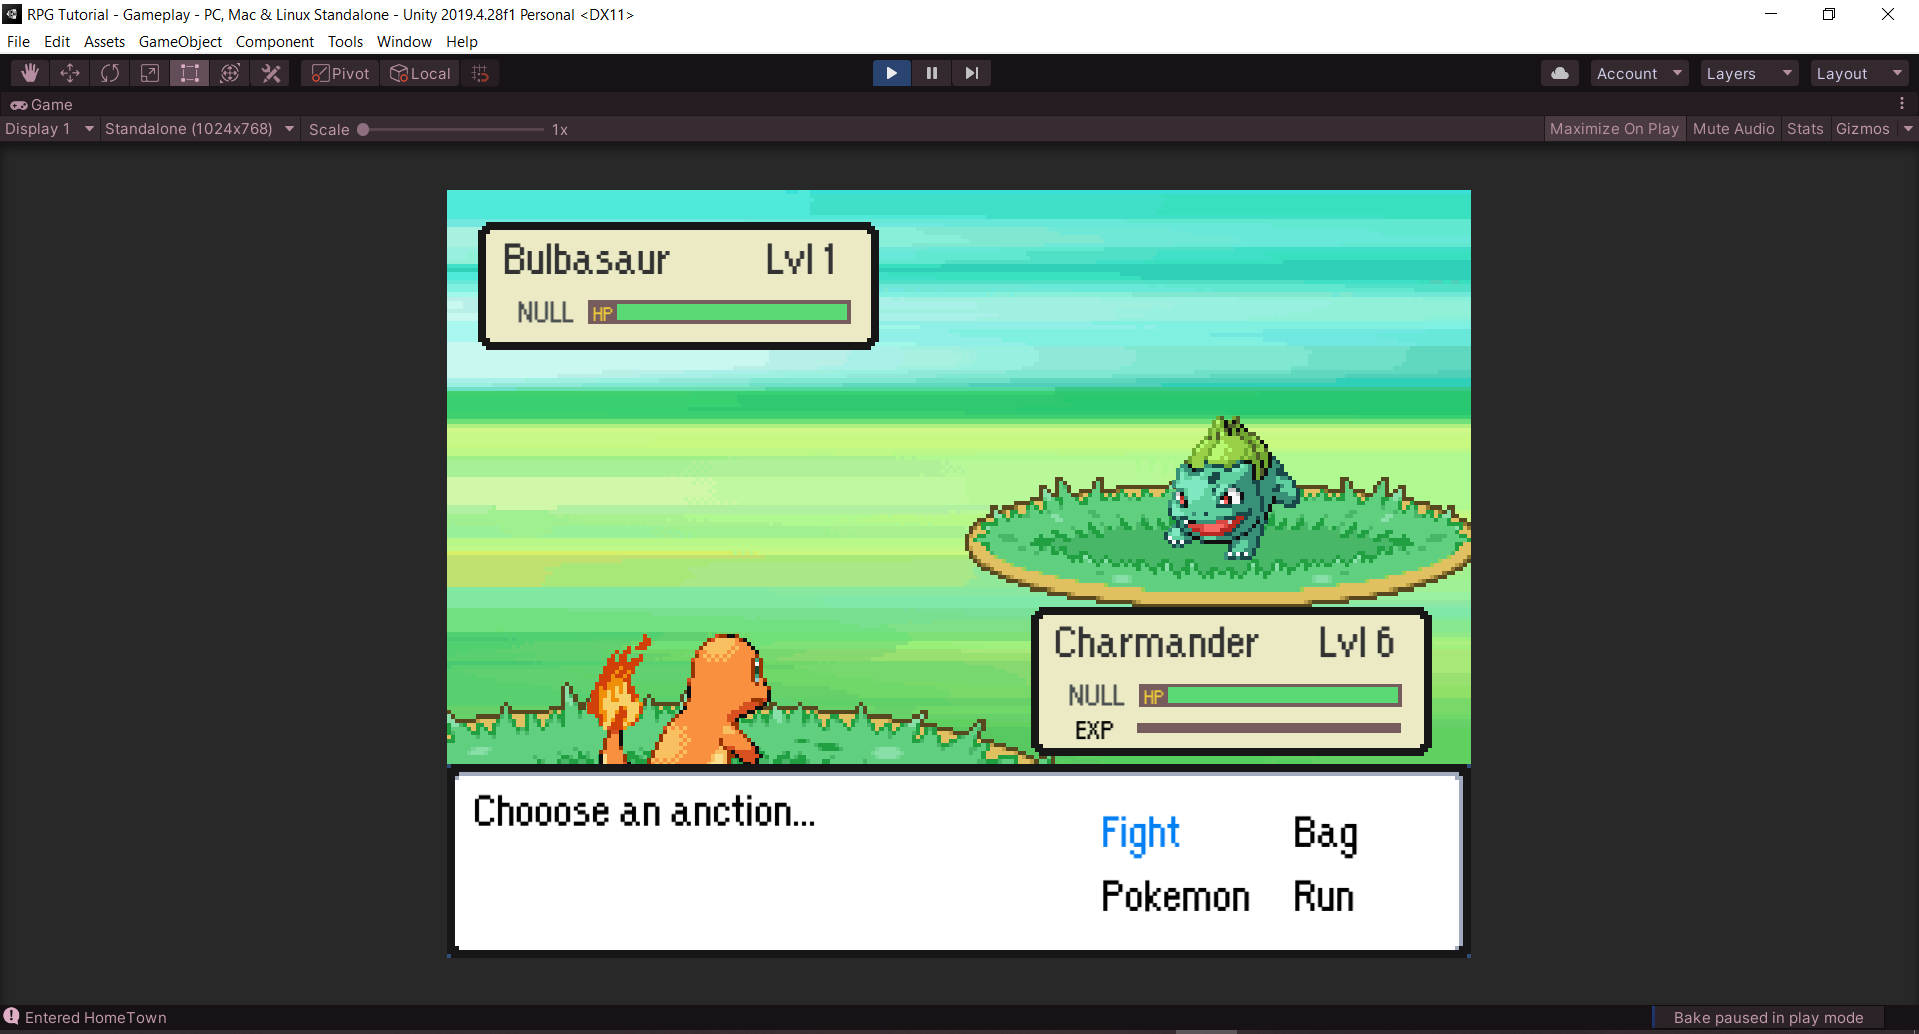 RPG Tutorial - Gameplay - PC, Mac & Linux Standalone - Unity 2019.4.28f1 Personal <DX11>
File Edit Assets GameObject Component Tools Window Help
Pivot Local Account Layers Layout
Game
Display 1 Standalone (1024x768) Scale 1x Maximize On Play Mute Audio Stats Gizmos
Bulbasaur Lvl 1
NULL HP
Charmander Lvl 6
NULL HP
EXP
Chooose an anction...
Fight Bag
Pokemon Run
Entered HomeTown Bake paused in play mode